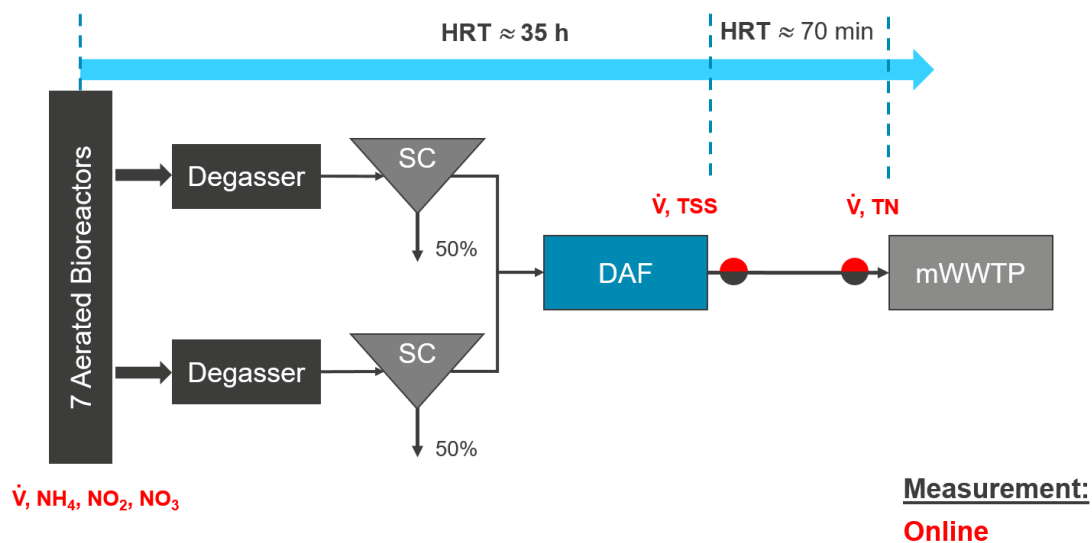 HRT ≈ 35 h
HRT ≈ 70 min
7 Aerated Bioreactors
Degasser
SC
50%
V̇, TSS
V̇, TN
DAF
mWWTP
Degasser
SC
50%
V̇, NH₄, NO₂, NO₃
Measurement:
Online